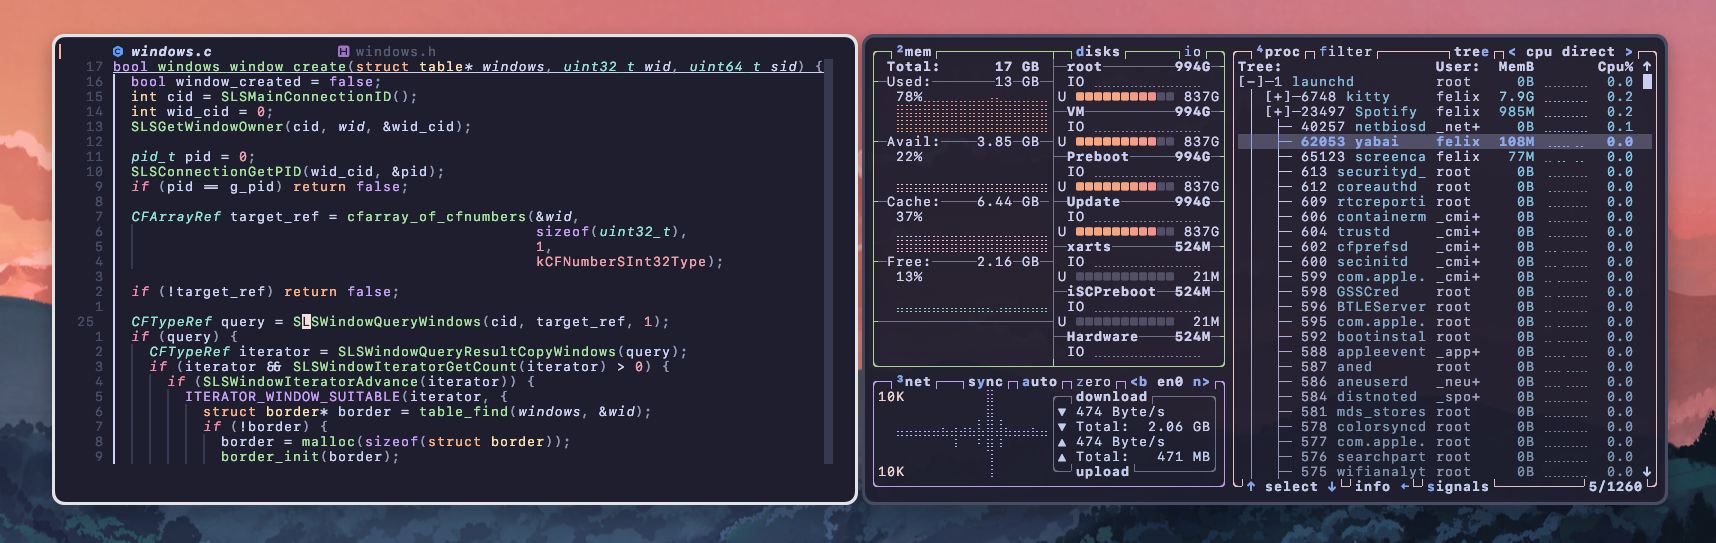 windows.c windows.h
17 bool windows_window_create(struct table* windows, uint32_t wid, uint64_t sid) {
16 bool window_created = false;
15 int cid = SLSMainConnectionID();
14 int wid_cid = 0;
13 SLSGetWindowOwner(cid, wid, &wid_cid);
12
11 pid_t pid = 0;
10 SLSConnectionGetPID(wid_cid, &pid);
9 if (pid == g_pid) return false;
8
7 CFArrayRef target_ref = cfarray_of_cfnumbers(&wid,
6 sizeof(uint32_t),
5 1,
4 kCFNumberSInt32Type);
3
2 if (!target_ref) return false;
1
25 CFTypeRef query = SLSWindowQueryWindows(cid, target_ref, 1);
1 if (query) {
2 CFTypeRef iterator = SLSWindowQueryResultCopyWindows(query);
3 if (iterator && SLSWindowIteratorGetCount(iterator) > 0) {
4 if (SLSWindowIteratorAdvance(iterator)) {
5 ITERATOR_WINDOW_SUITABLE(iterator, {
6 struct border* border = table_find(windows, &wid);
7 if (!border) {
8 border = malloc(sizeof(struct border));
9 border_init(border);
²mem
Total: 17 GB
Used: 13 GB
78%
Avail: 3.85 GB
22%
Cache: 6.44 GB
37%
Free: 2.16 GB
13%
disks io
root 994G
IO
U 837G
VM 994G
IO
U 837G
Preboot 994G
IO
U 837G
Update 994G
IO
U 837G
xarts 524M
IO
U 21M
iSCPreboot 524M
IO
U 21M
Hardware 524M
IO
³net sync auto zero <b en0 n>
10K
10K
download
▼ 474 Byte/s
▼ Total: 2.06 GB
▲ 474 Byte/s
▲ Total: 471 MB
upload
⁴proc filter tree < cpu direct >
Tree: User: MemB Cpu% ↑
[-]-1 launchd root 0B 0.0
[+]-6748 kitty felix 7.9G 0.2
[+]-23497 Spotify felix 985M 0.2
40257 netbiosd _net+ 0B 0.1
62053 yabai felix 108M 0.0
65123 screenca felix 77M 0.0
613 securityd_ root 0B 0.0
612 coreauthd root 0B 0.0
609 rtcreporti root 0B 0.0
606 containerm _cmi+ 0B 0.0
604 trustd _cmi+ 0B 0.0
602 cfprefsd _cmi+ 0B 0.0
600 secinitd _cmi+ 0B 0.0
599 com.apple. _cmi+ 0B 0.0
598 GSSCred root 0B 0.0
596 BTLEServer root 0B 0.0
595 com.apple. root 0B 0.0
592 bootinstal root 0B 0.0
588 appleevent _app+ 0B 0.0
587 aned root 0B 0.0
586 aneuserd _neu+ 0B 0.0
584 distnoted _spo+ 0B 0.0
581 mds_stores root 0B 0.0
578 colorsyncd root 0B 0.0
577 com.apple. root 0B 0.0
576 searchpart root 0B 0.0
575 wifianalyt root 0B 0.0 ↓
↑ select ↓ info ← signals 5/1260